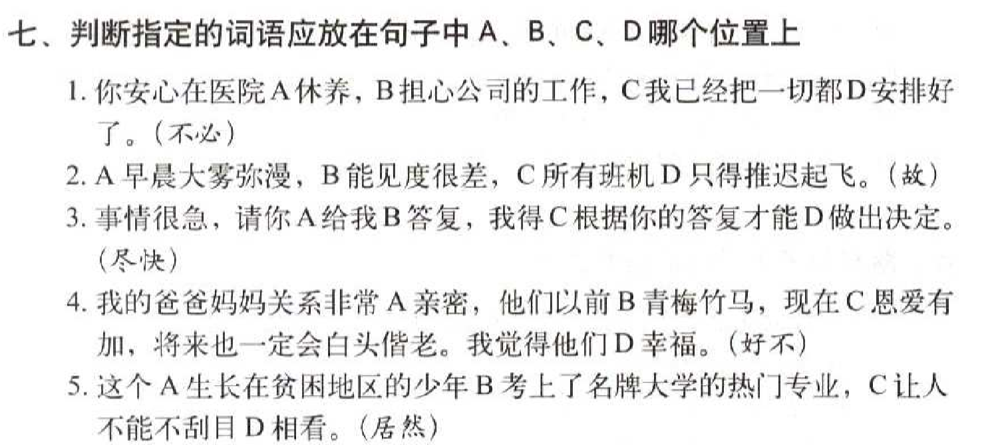 七、判断指定的词语应放在句子中 A、B、C、D 哪个位置上
1. 你安心在医院 A 休养，B 担心公司的工作，C 我已经把一切都 D 安排好
了。（不必）
2. A 早晨大雾弥漫，B 能见度很差，C 所有班机 D 只得推迟起飞。（故）
3. 事情很急，请你 A 给我 B 答复，我得 C 根据你的答复才能 D 做出决定。
（尽快）
4. 我的爸爸妈妈关系非常 A 亲密，他们以前 B 青梅竹马，现在 C 恩爱有
加，将来也一定会白头偕老。我觉得他们 D 幸福。（好不）
5. 这个 A 生长在贫困地区的少年 B 考上了名牌大学的热门专业，C 让人
不能不刮目 D 相看。（居然）